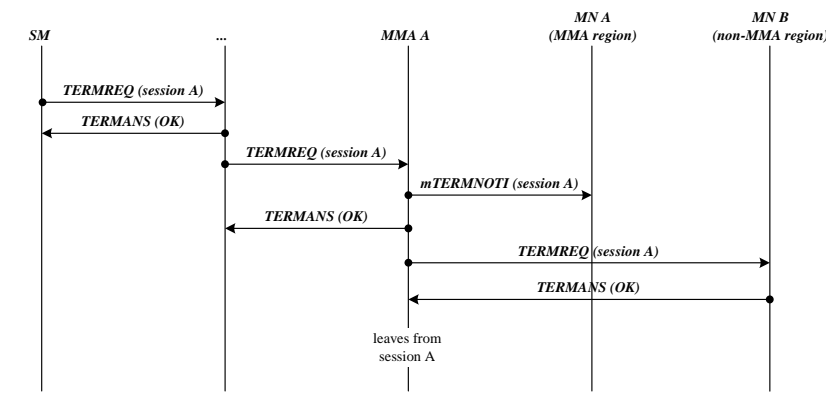 SM
...
MMA A
MN A
(MMA region)
MN B
(non-MMA region)
TERMREQ (session A)
TERMANS (OK)
TERMREQ (session A)
mTERMNOTI (session A)
TERMANS (OK)
TERMREQ (session A)
TERMANS (OK)
leaves from
session A